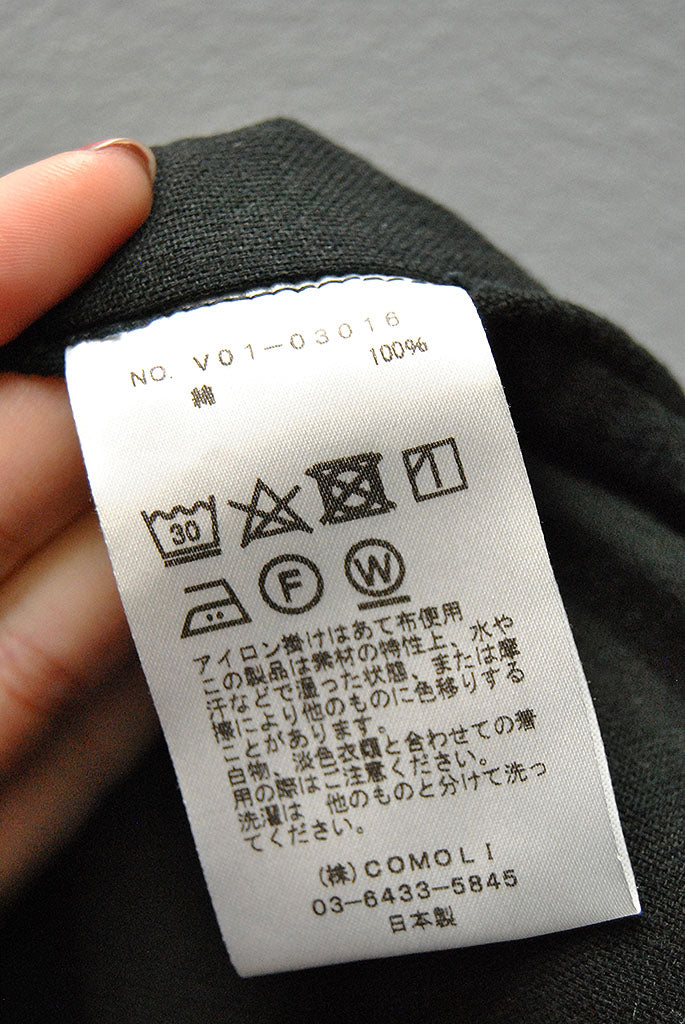 NO. V01-03016
綿 100%
30
F W
アイロン掛けはあて布使用
この製品は素材の特性上、水や
汗などで湿った状態、または摩
擦により他のものに色移りする
ことがあります。
白物、淡色衣類と合わせての着
用の際はご注意ください。
洗濯は 他のものと分けて洗っ
てください。
(株)COMOLI
03-6433-5845
日本製